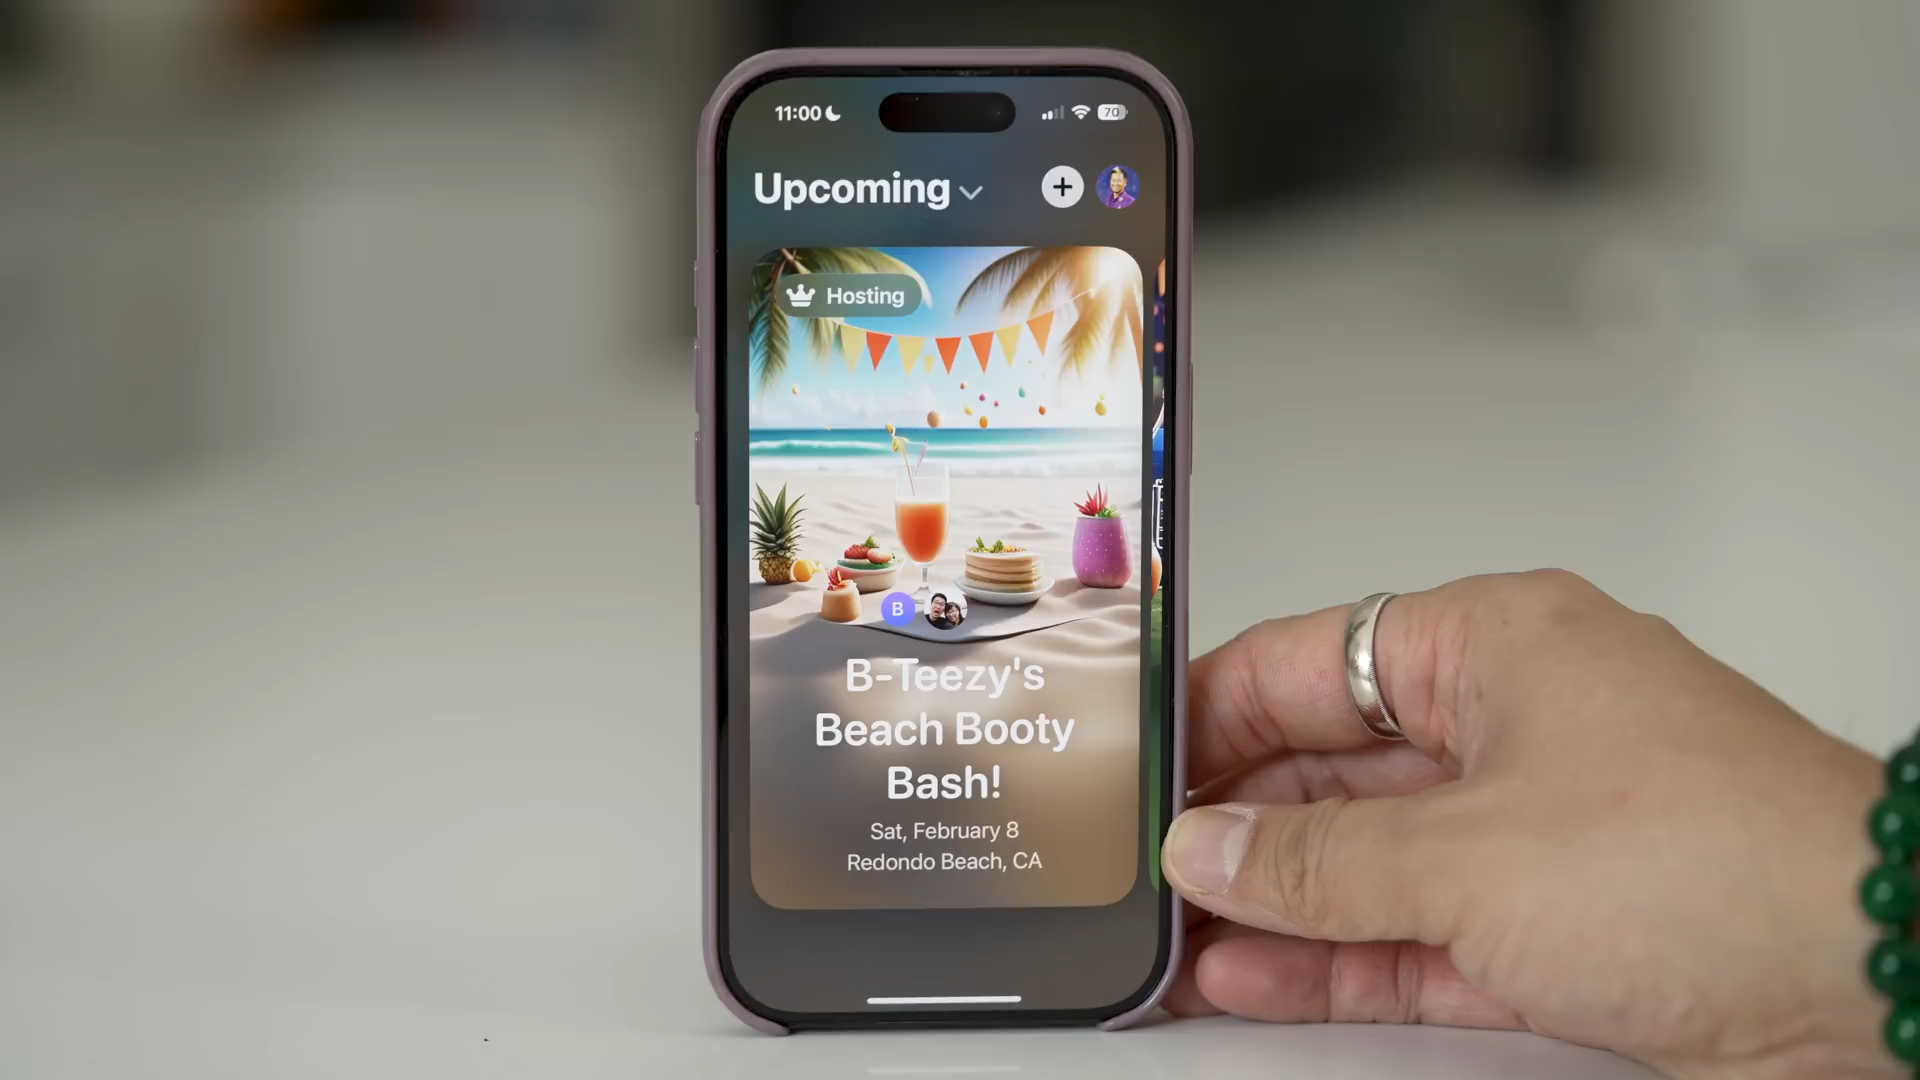 11:00
70
Upcoming
Hosting
B
B-Teezy's
Beach Booty
Bash!
Sat, February 8
Redondo Beach, CA